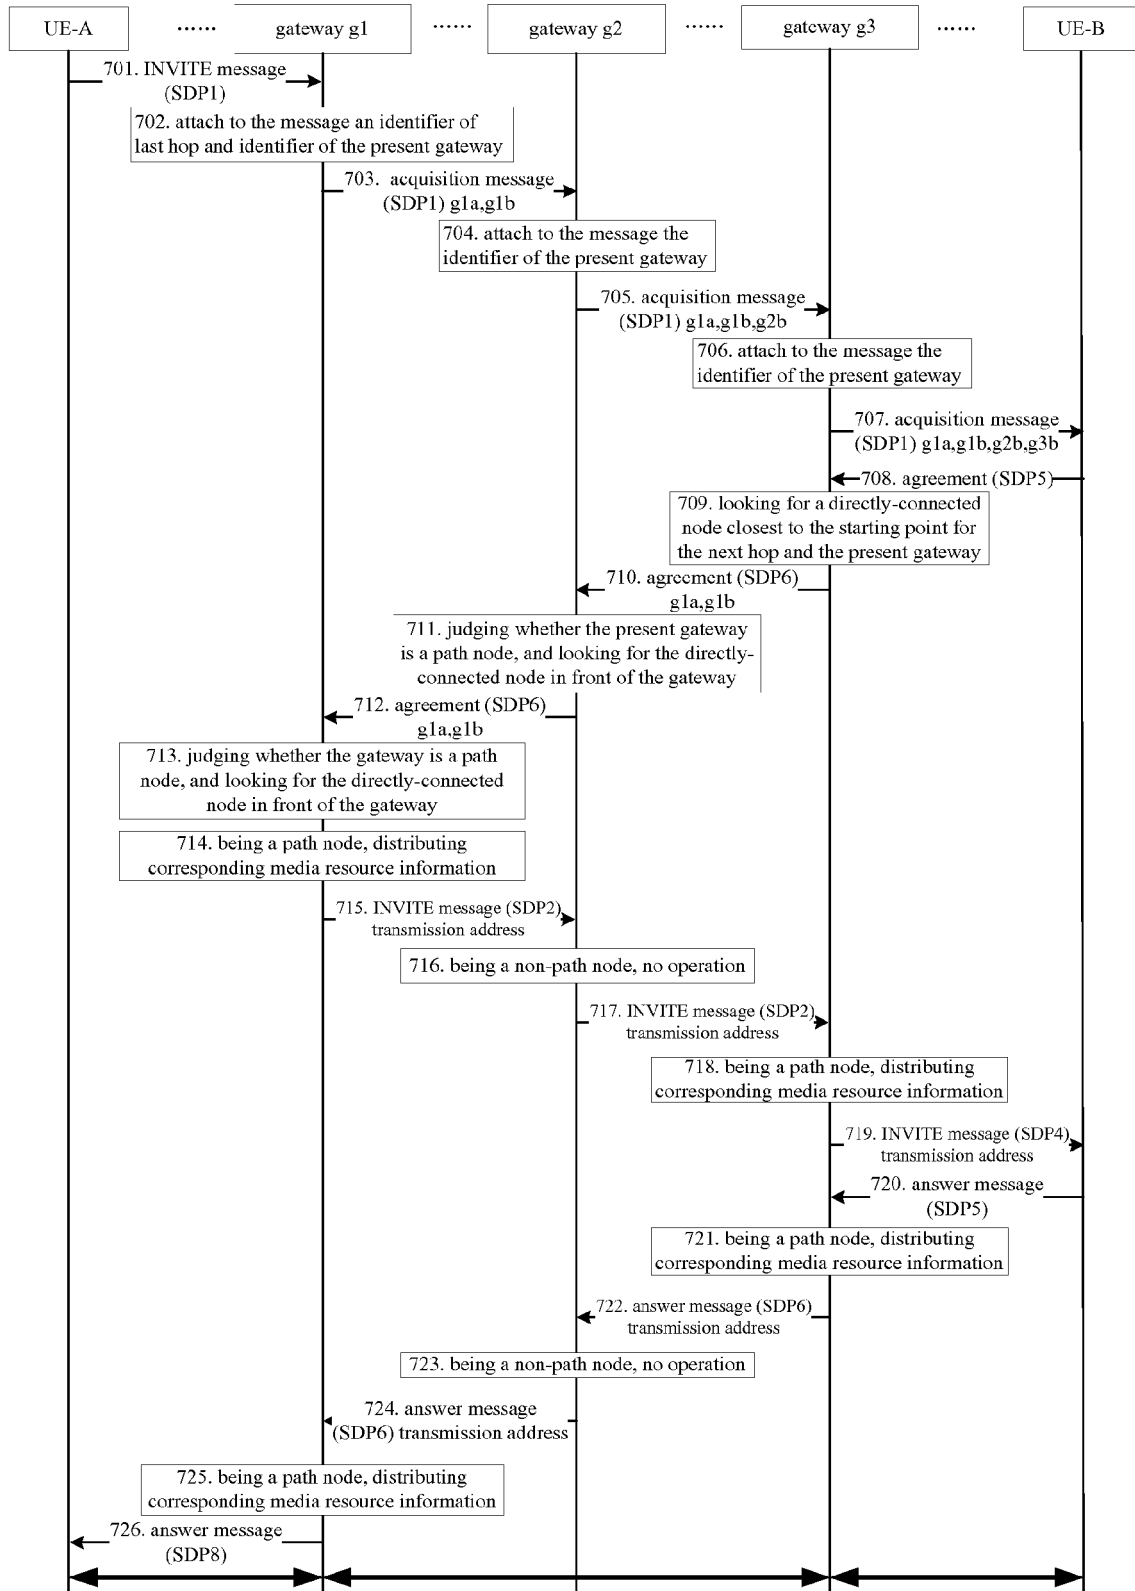 UE-A ...... gateway g1 ...... gateway g2 ...... gateway g3 ...... UE-B
701. INVITE message
(SDP1)
702. attach to the message an identifier of
last hop and identifier of the present gateway
703. acquisition message
(SDP1) g1a,g1b
704. attach to the message the
identifier of the present gateway
705. acquisition message
(SDP1) g1a,g1b,g2b
706. attach to the message the
identifier of the present gateway
707. acquisition message
(SDP1) g1a,g1b,g2b,g3b
708. agreement (SDP5)
709. looking for a directly-connected
node closest to the starting point for
the next hop and the present gateway
710. agreement (SDP6)
g1a,g1b
711. judging whether the present gateway
is a path node, and looking for the directly-
connected node in front of the gateway
712. agreement (SDP6)
g1a,g1b
713. judging whether the gateway is a path
node, and looking for the directly-connected
node in front of the gateway
714. being a path node, distributing
corresponding media resource information
715. INVITE message (SDP2)
transmission address
716. being a non-path node, no operation
717. INVITE message (SDP2)
transmission address
718. being a path node, distributing
corresponding media resource information
719. INVITE message (SDP4)
transmission address
720. answer message
(SDP5)
721. being a path node, distributing
corresponding media resource information
722. answer message (SDP6)
transmission address
723. being a non-path node, no operation
724. answer message
(SDP6) transmission address
725. being a path node, distributing
corresponding media resource information
726. answer message
(SDP8)